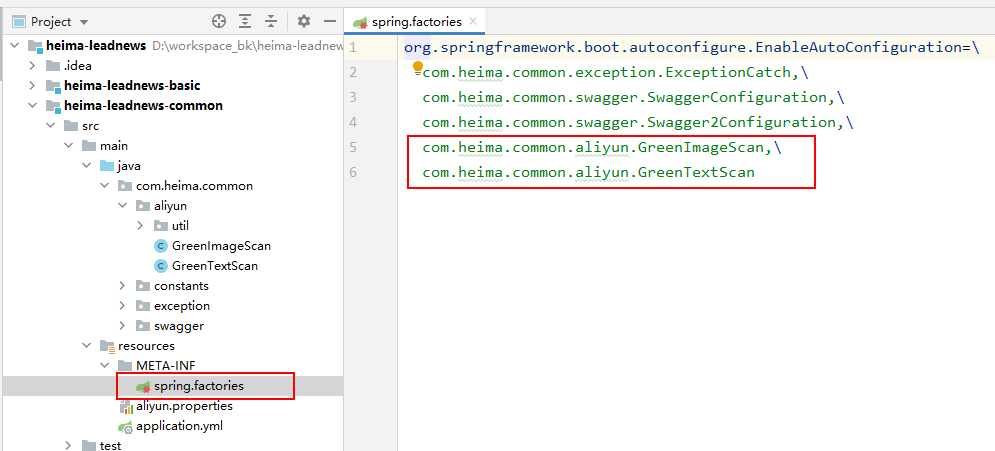 Project
heima-leadnews D:\workspace_bk\heima-leadnew
.idea
heima-leadnews-basic
heima-leadnews-common
src
main
java
com.heima.common
aliyun
util
GreenImageScan
GreenTextScan
constants
exception
swagger
resources
META-INF
spring.factories
aliyun.properties
application.yml
test
spring.factories
1 org.springframework.boot.autoconfigure.EnableAutoConfiguration=\
2 com.heima.common.exception.ExceptionCatch,\
3 com.heima.common.swagger.SwaggerConfiguration,\
4 com.heima.common.swagger.Swagger2Configuration,\
5 com.heima.common.aliyun.GreenImageScan,\
6 com.heima.common.aliyun.GreenTextScan